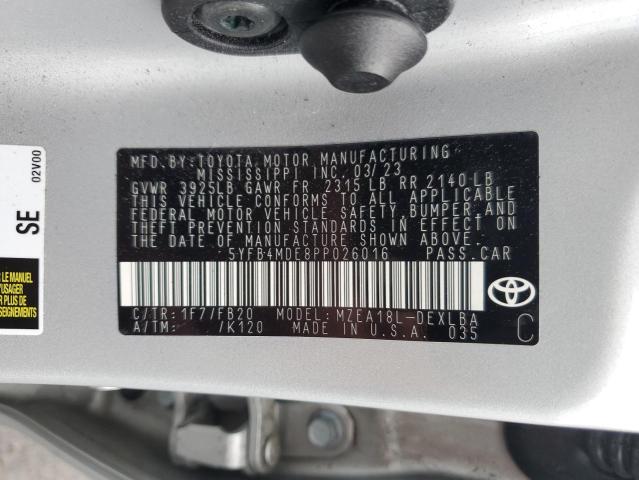 MFD.BY:TOYOTA MOTOR MANUFACTURING
MISSISSIPPI INC. 03/23
GVWR 3925LB GAWR FR 2315 LB RR 2140 LB
THIS VEHICLE CONFORMS TO ALL APPLICABLE
FEDERAL MOTOR VEHICLE SAFETY,BUMPER,AND
THEFT PREVENTION STANDARDS IN EFFECT ON
THE DATE OF MANUFACTURE SHOWN ABOVE.
5YFB4MDE8PP026016 PASS.CAR
C/TR:1F7/FB20 MODEL:MZEA18L-DEXLBA
A/TM: /K120 MADE IN U.S.A. 035
C
02V00
SE
LE MANUEL
USAGER
PLUS DE